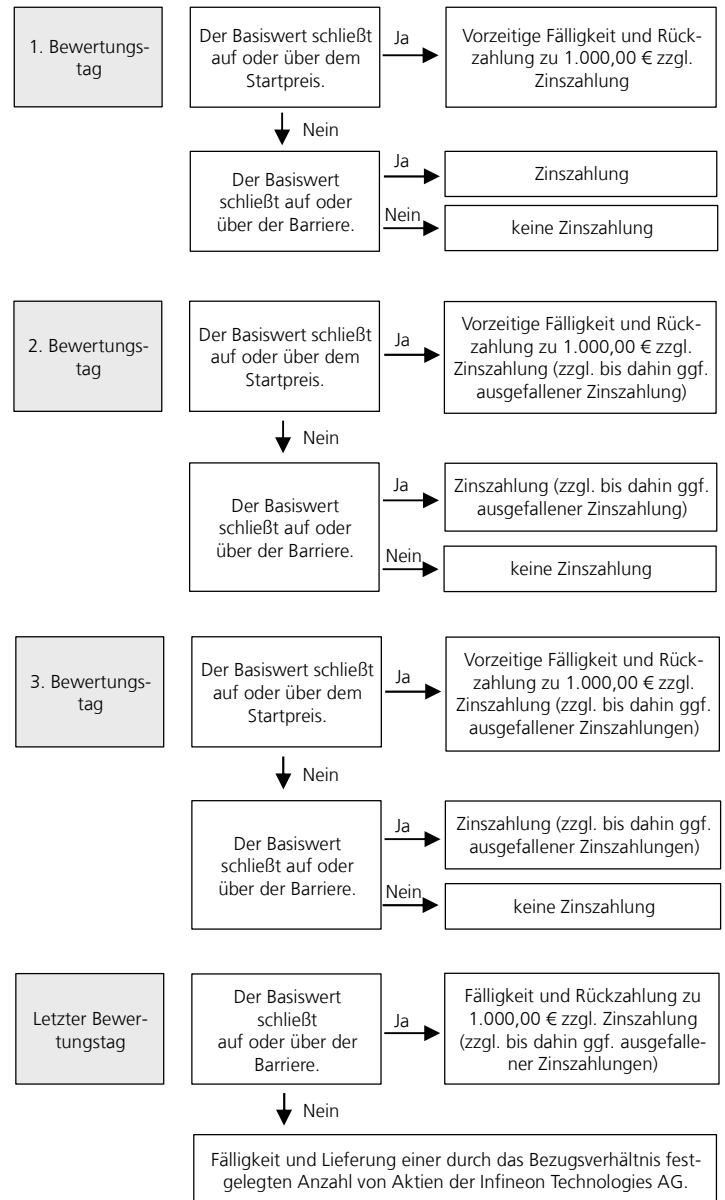 1. Bewertungs-
tag
Der Basiswert schließt
auf oder über dem
Startpreis.
Ja
Vorzeitige Fälligkeit und Rück-
zahlung zu 1.000,00 € zzgl.
Zinszahlung
Nein
Der Basiswert
schließt auf oder
über der Barriere.
Ja
Zinszahlung
Nein
keine Zinszahlung
2. Bewertungs-
tag
Der Basiswert schließt
auf oder über dem
Startpreis.
Ja
Vorzeitige Fälligkeit und Rück-
zahlung zu 1.000,00 € zzgl.
Zinszahlung (zzgl. bis dahin ggf.
ausgefallener Zinszahlung)
Nein
Der Basiswert
schließt auf oder
über der Barriere.
Ja
Zinszahlung (zzgl. bis dahin ggf.
ausgefallener Zinszahlung)
Nein
keine Zinszahlung
3. Bewertungs-
tag
Der Basiswert schließt
auf oder über dem
Startpreis.
Ja
Vorzeitige Fälligkeit und Rück-
zahlung zu 1.000,00 € zzgl.
Zinszahlung (zzgl. bis dahin ggf.
ausgefallener Zinszahlungen)
Nein
Der Basiswert
schließt auf oder
über der Barriere.
Ja
Zinszahlung (zzgl. bis dahin ggf.
ausgefallener Zinszahlungen)
Nein
keine Zinszahlung
Letzter Bewer-
tungstag
Der Basiswert
schließt
auf oder über der
Barriere.
Ja
Fälligkeit und Rückzahlung zu
1.000,00 € zzgl. Zinszahlung
(zzgl. bis dahin ggf. ausgefalle-
ner Zinszahlungen)
Nein
Fälligkeit und Lieferung einer durch das Bezugsverhältnis fest-
gelegten Anzahl von Aktien der Infineon Technologies AG.